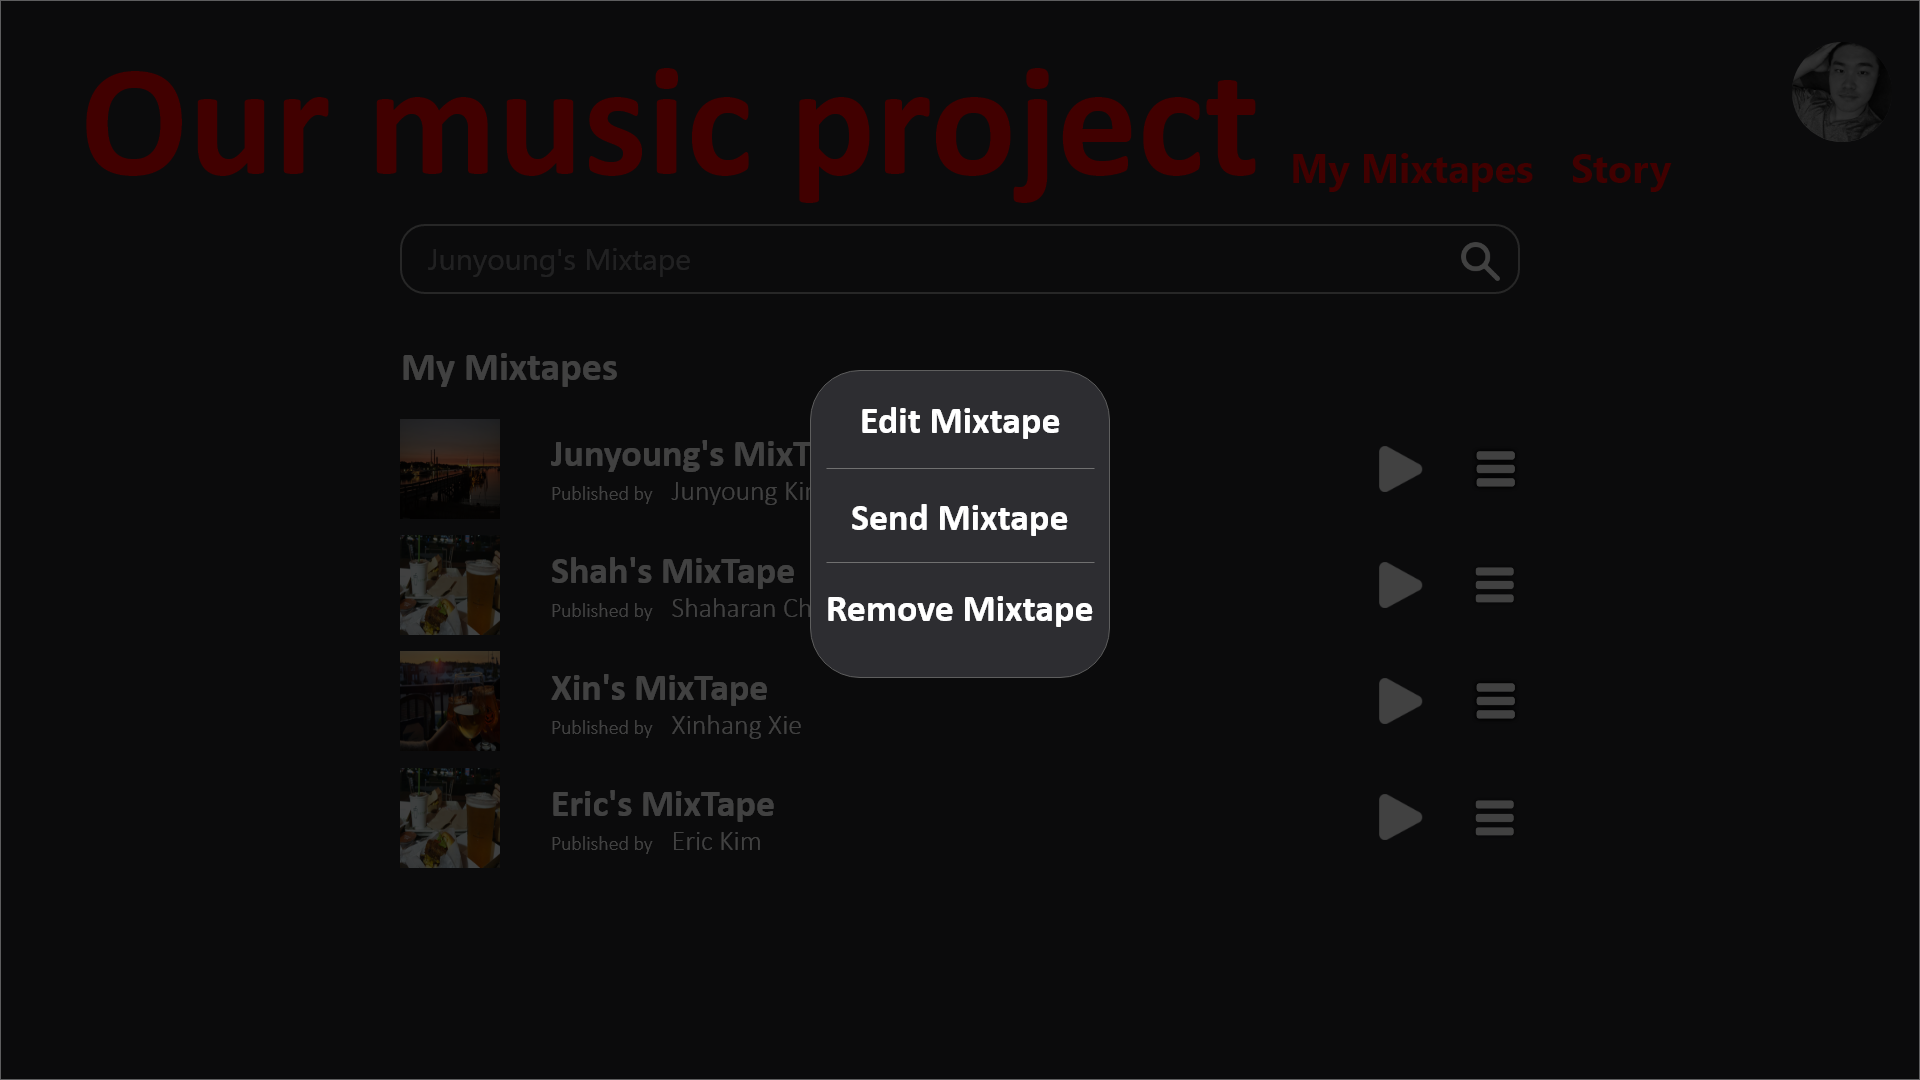 Our music project
My Mixtapes Story
Junyoung's Mixtape
My Mixtapes
Junyoung's MixT
Published by Junyoung
Shah's MixTape
Published by Shaharan
Xin's MixTape
Published by Xinhang Xie
Eric's MixTape
Published by Eric Kim
Edit Mixtape
Send Mixtape
Remove Mixtape